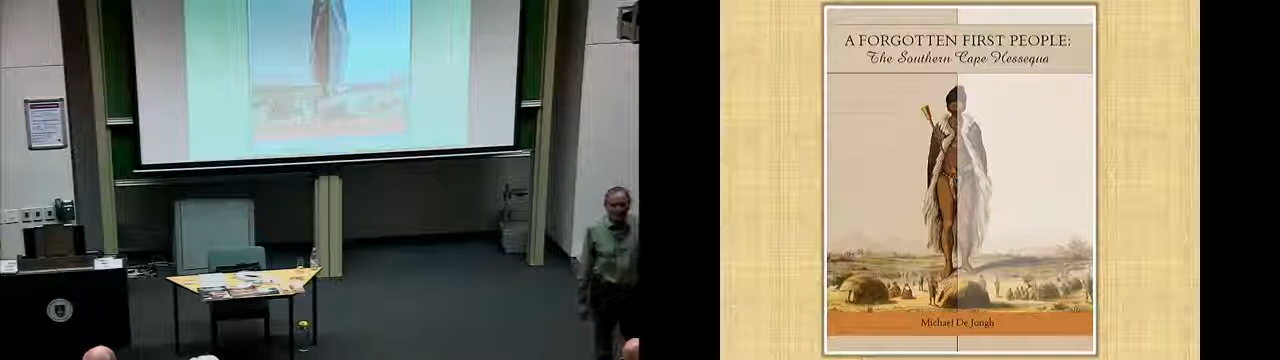 A FORGOTTEN FIRST PEOPLE:
The Southern Cape Hessequa
Michael De Jongh